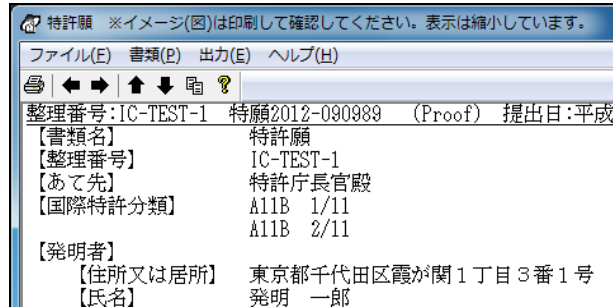 特許願　※イメージ(図)は印刷して確認してください。表示は縮小しています。
ファイル(F)　書類(P)　出力(E)　ヘルプ(H)
整理番号:IC-TEST-1　特願2012-090989　(Proof)　提出日:平成
【書類名】　特許願
【整理番号】　IC-TEST-1
【あて先】　特許庁長官殿
【国際特許分類】　A11B　1/11
A11B　2/11
【発明者】
【住所又は居所】　東京都千代田区霞が関１丁目３番１号
【氏名】　発明　一郎